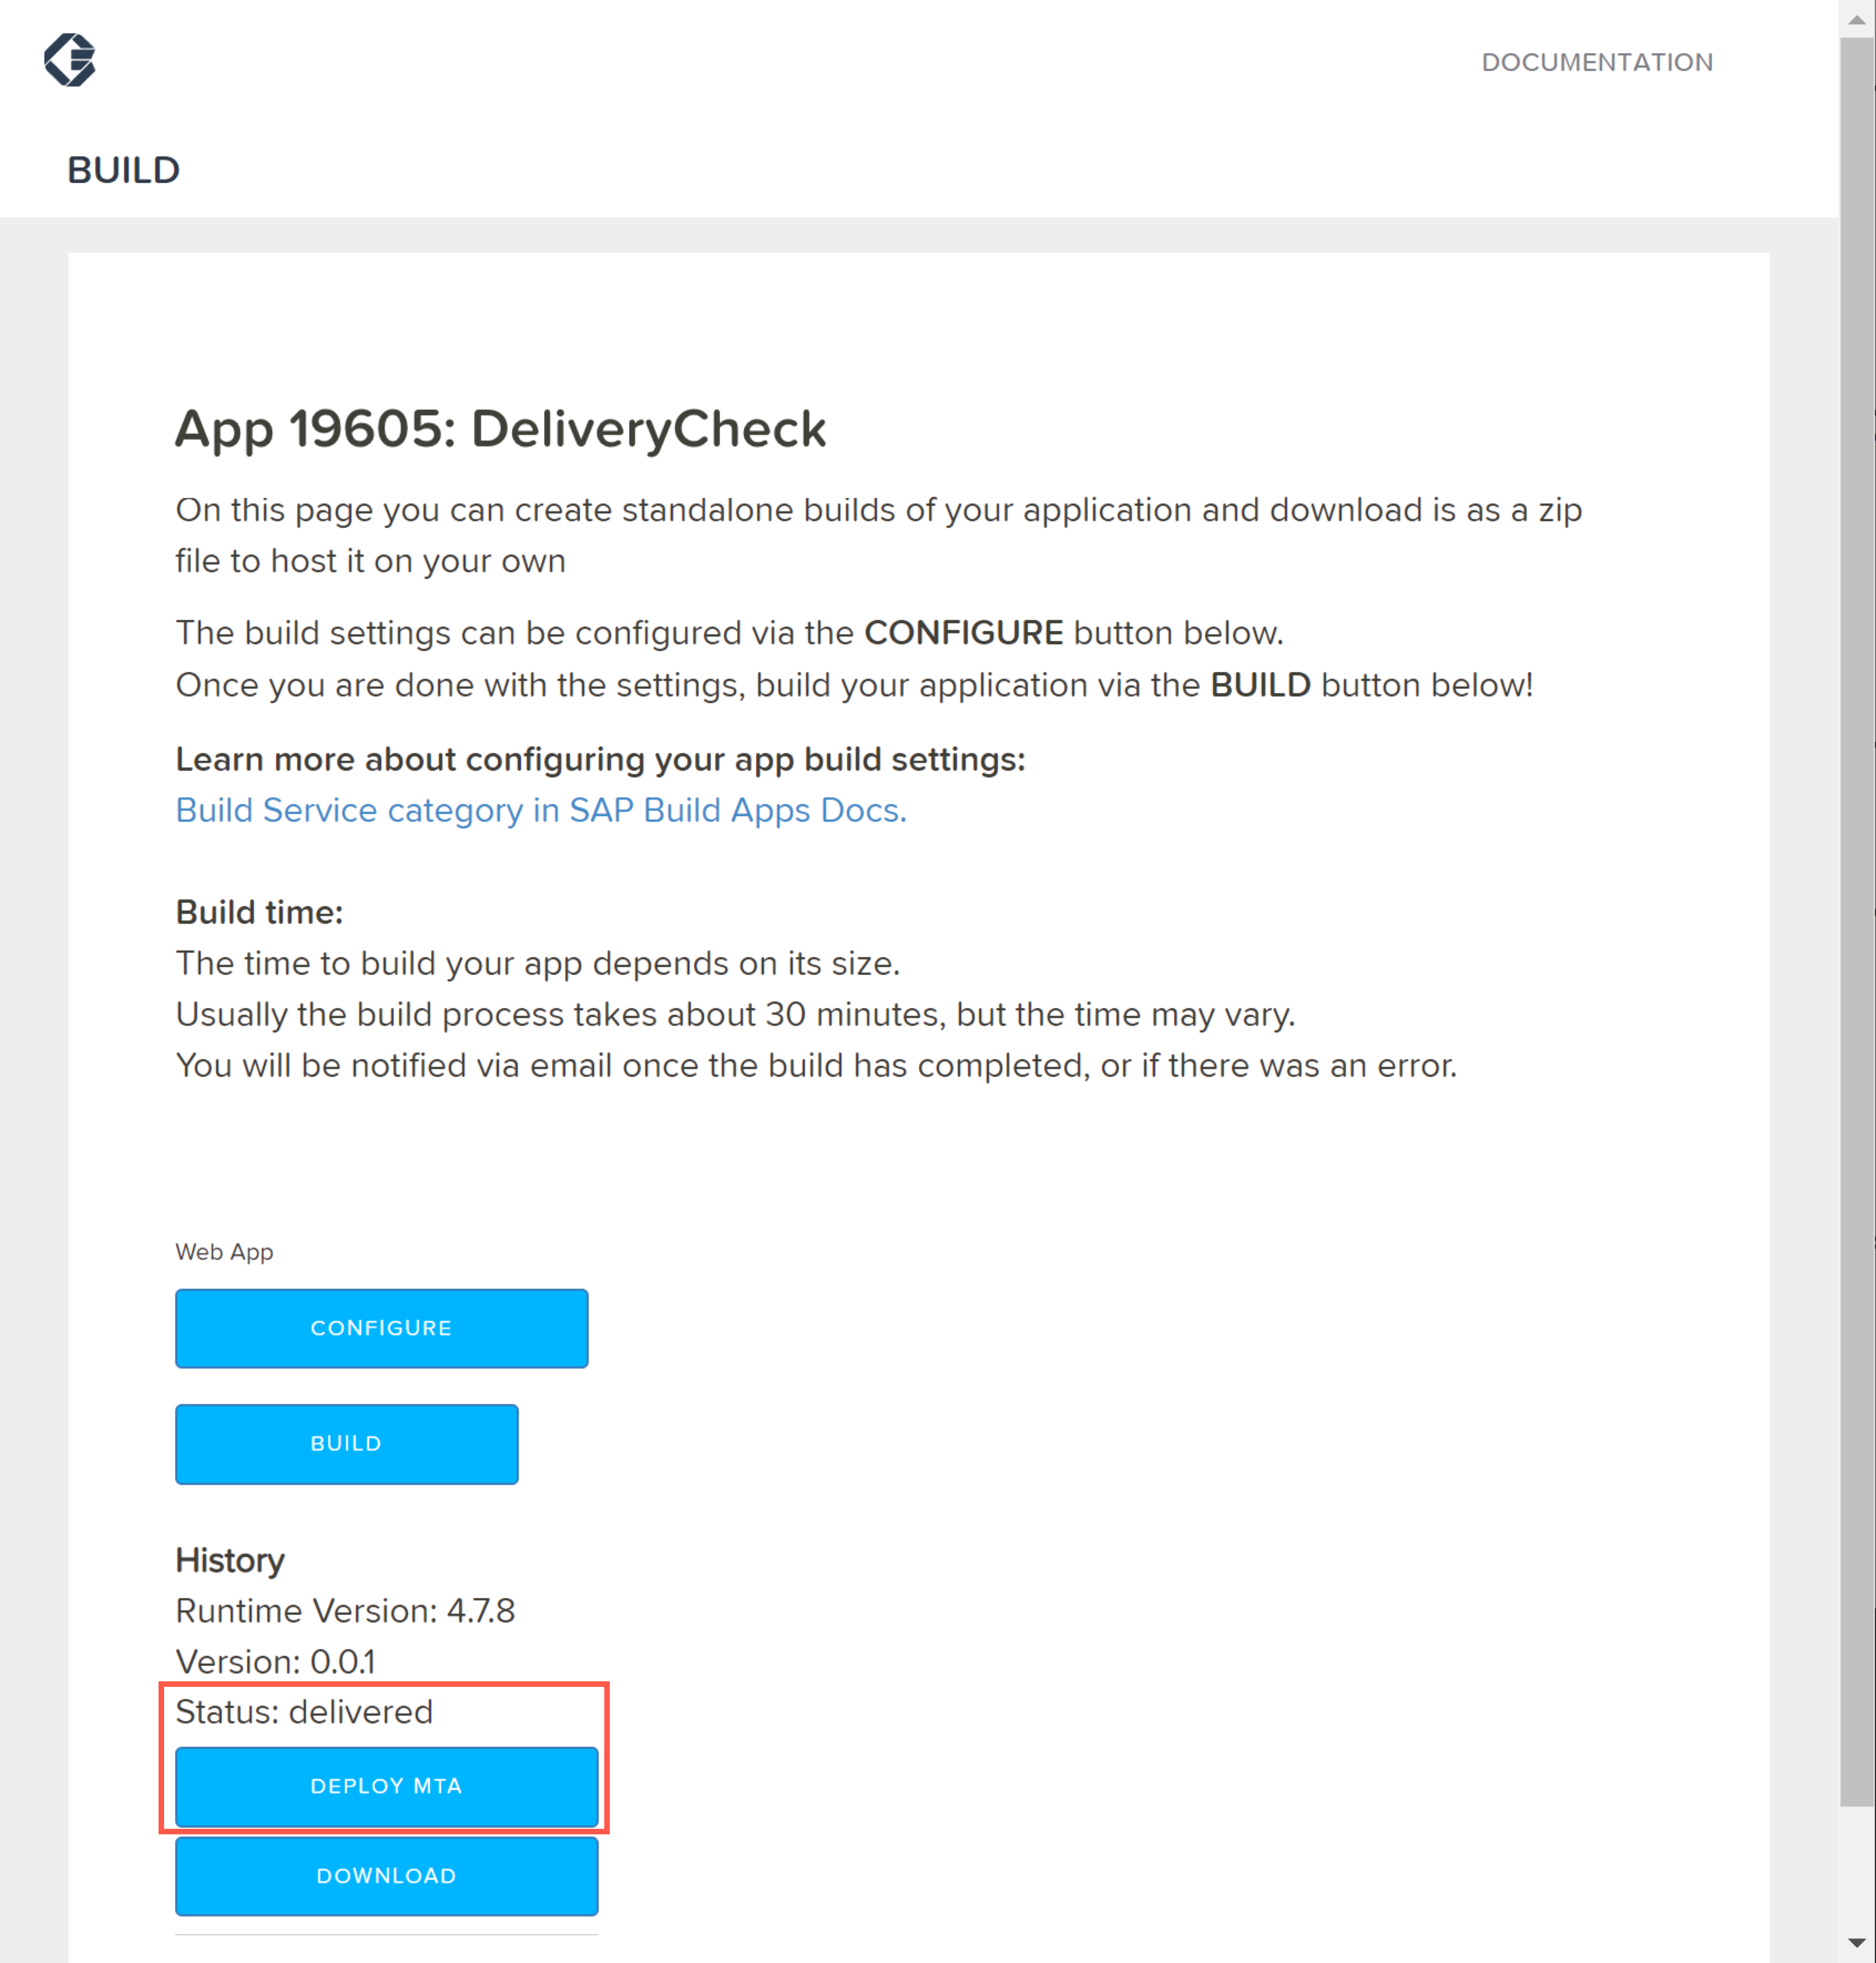 DOCUMENTATION
BUILD
App 19605: DeliveryCheck
On this page you can create standalone builds of your application and download is as a zip
file to host it on your own
The build settings can be configured via the CONFIGURE button below.
Once you are done with the settings, build your application via the BUILD button below!
Learn more about configuring your app build settings:
Build Service category in SAP Build Apps Docs.
Build time:
The time to build your app depends on its size.
Usually the build process takes about 30 minutes, but the time may vary.
You will be notified via email once the build has completed, or if there was an error.
Web App
CONFIGURE
BUILD
History
Runtime Version: 4.7.8
Version: 0.0.1
Status: delivered
DEPLOY MTA
DOWNLOAD